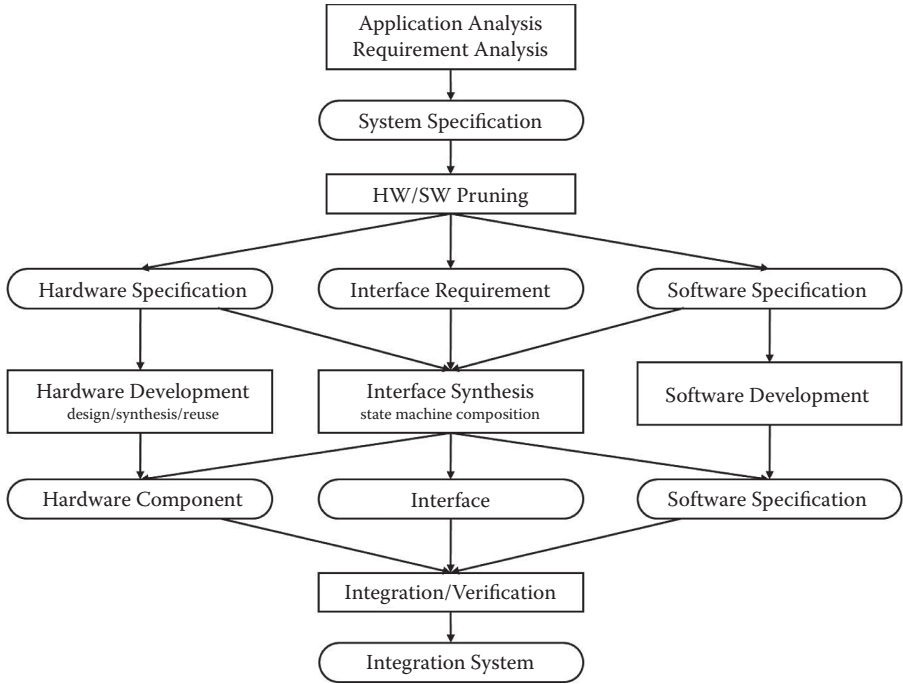 Application Analysis
Requirement Analysis
System Specification
HW/SW Pruning
Hardware Specification
Interface Requirement
Software Specification
Hardware Development
design/synthesis/reuse
Interface Synthesis
state machine composition
Software Development
Hardware Component
Interface
Software Specification
Integration/Verification
Integration System